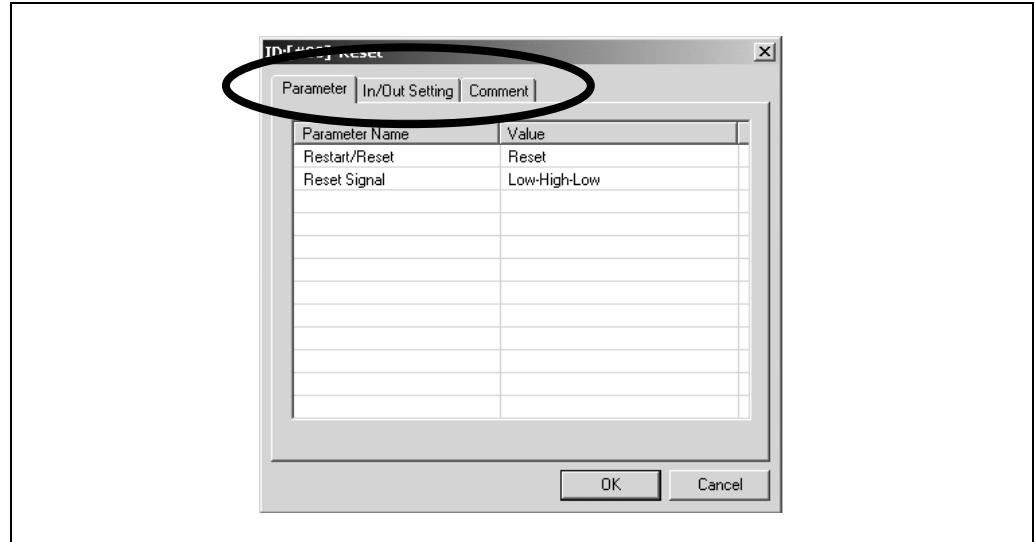 Reset
Parameter In/Out Setting Comment
Parameter Name Value
Restart/Reset Reset
Reset Signal Low-High-Low
OK Cancel